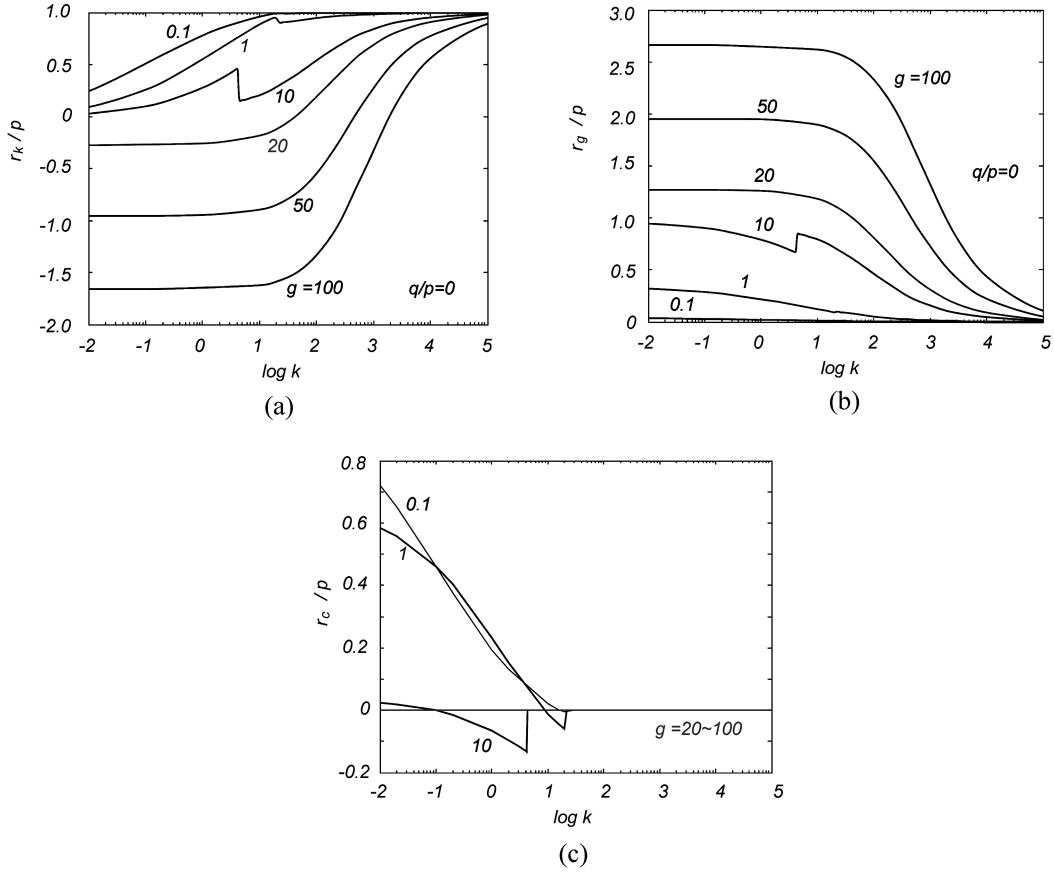 1.0
0.5
0
-0.5
-1.0
-1.5
-2.0
r_k / p
0.1
1
10
20
50
g =100
q/p=0
-2 -1 0 1 2 3 4 5
log k
(a)
3.0
2.5
2.0
1.5
1.0
0.5
0
r_g / p
g =100
50
q/p=0
20
10
1
0.1
-2 -1 0 1 2 3 4 5
log k
(b)
0.8
0.6
0.4
0.2
0
-0.2
r_c / p
0.1
1
10
g =20~100
-2 -1 0 1 2 3 4 5
log k
(c)